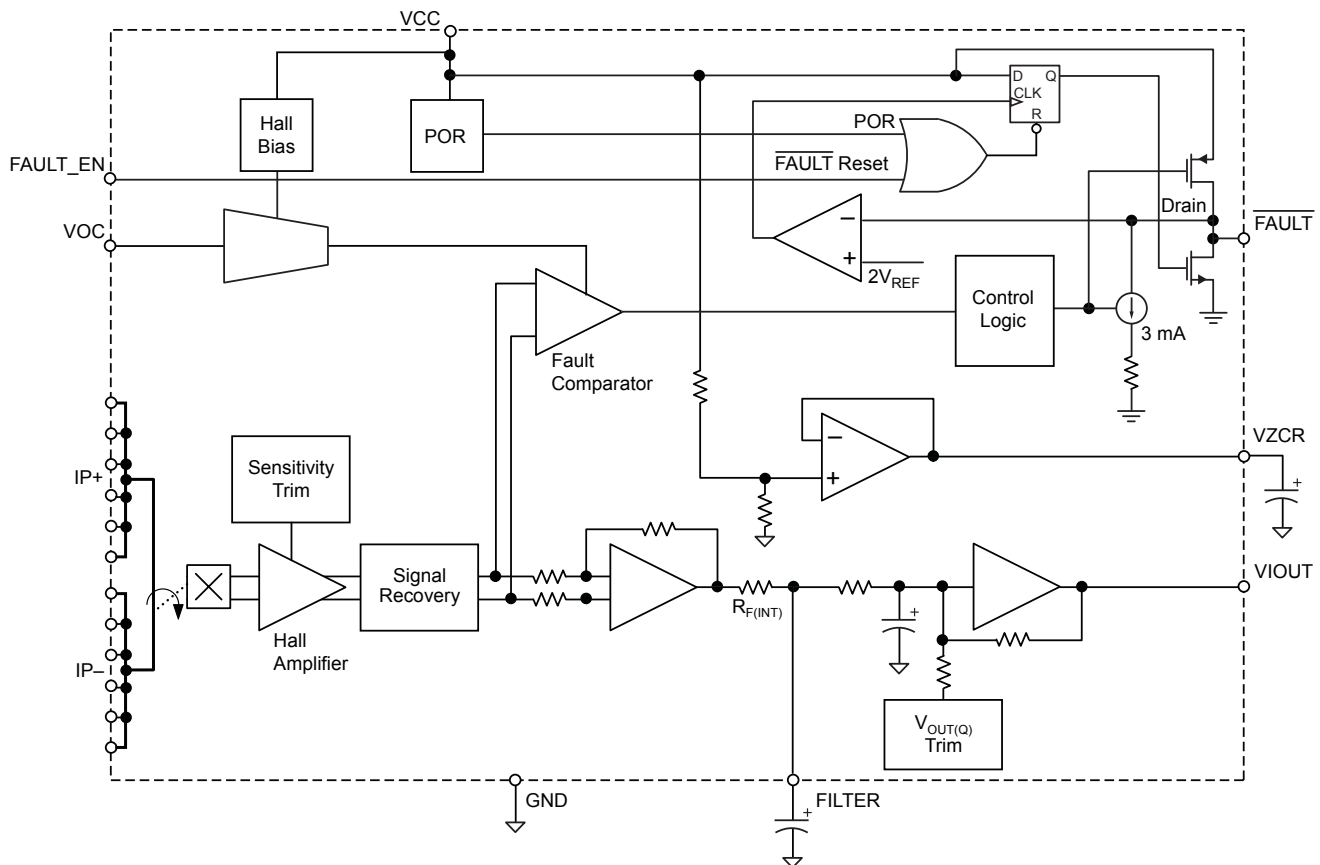 VCC
D Q
CLK
R
Hall
Bias
POR
POR
FAULT_EN
FAULT Reset
Drain
VOC
FAULT
−
+
2VREF
Control
Logic
3 mA
Fault
Comparator
IP+
Sensitivity
Trim
−
+
VZCR
+
Signal
Recovery
VIOUT
RF(INT)
+
Hall
Amplifier
IP–
VOUT(Q)
Trim
GND
FILTER
+